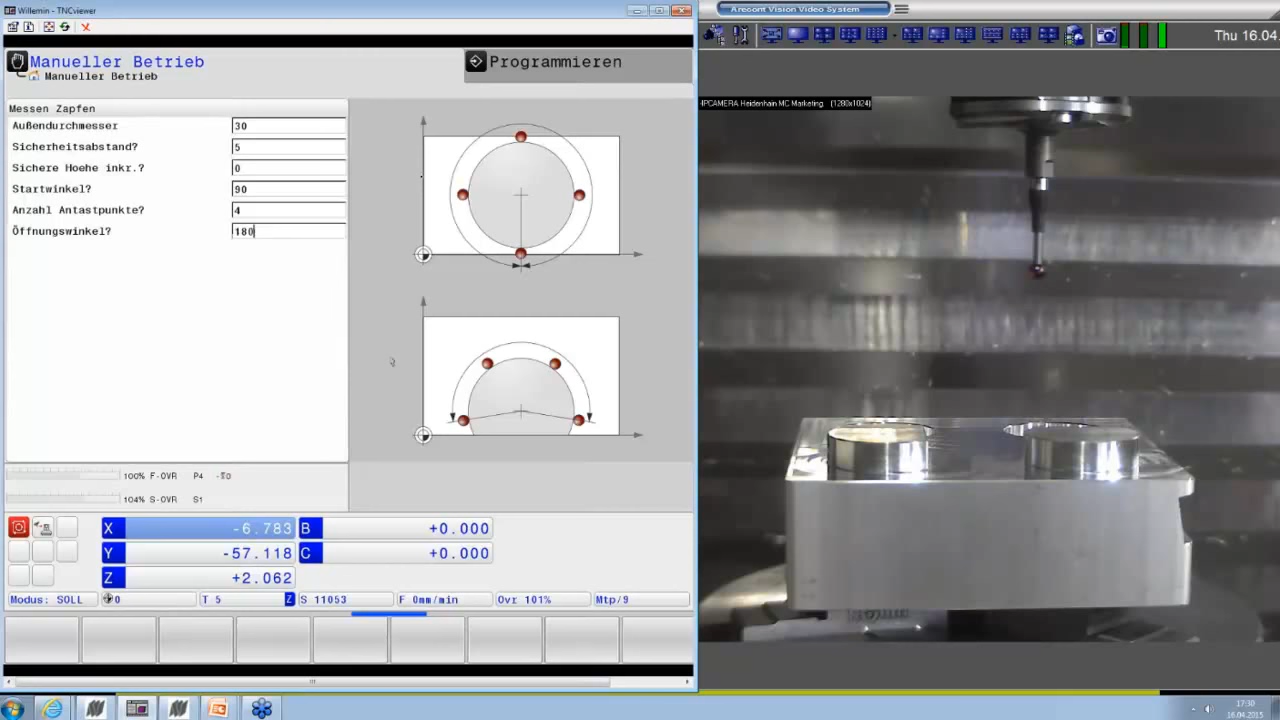 Willemin - TNCviewer
Manueller Betrieb
Manueller Betrieb
Programmieren
Messen Zapfen
Außendurchmesser 30
Sicherheitsabstand? 5
Sichere Hoehe inkr.? 0
Startwinkel? 90
Anzahl Antastpunkte? 4
Öffnungswinkel? 180
100% F-OVR P4
104% S-OVR S1
X -6.783 B +0.000
Y -57.118 C +0.000
Z +2.062
Modus: SOLL 0 T 5 Z S 11053 F 0mm/min Ovr 101% Mtp/9
Arecont Vision Video System
Thu 16.04.
HPCAMERA Heidenhain MC Marketing (1280x1024)
17:30
16.04.2015